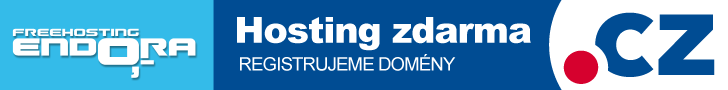 FREEHOSTING
ENDORA
Hosting zdarma
REGISTRUJEME DOMÉNY
.CZ